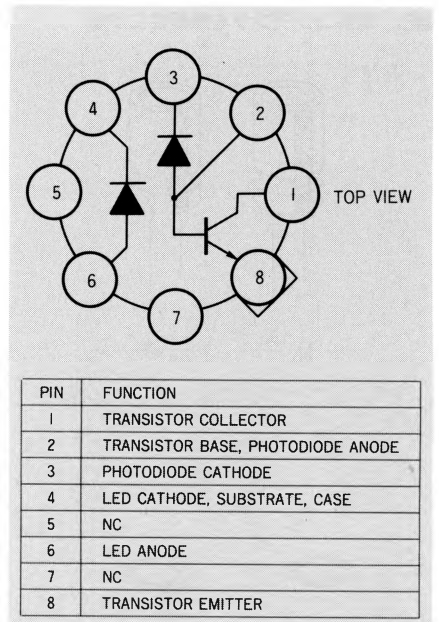 3
4
2
5
1
TOP VIEW
6
8
7
PIN FUNCTION
1 TRANSISTOR COLLECTOR
2 TRANSISTOR BASE, PHOTODIODE ANODE
3 PHOTODIODE CATHODE
4 LED CATHODE, SUBSTRATE, CASE
5 NC
6 LED ANODE
7 NC
8 TRANSISTOR EMITTER